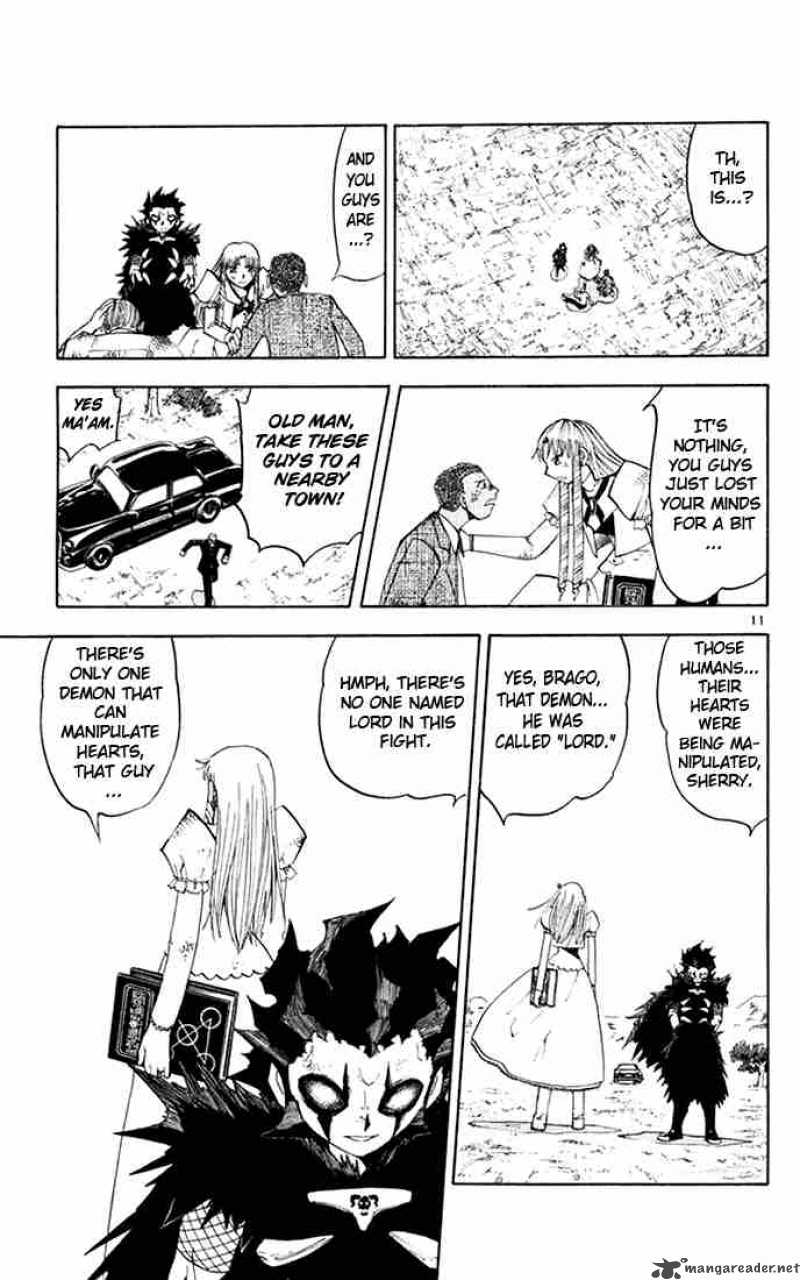 TH,
THIS
IS...?
AND
YOU
GUYS
ARE
...?
IT'S
NOTHING,
YOU GUYS
JUST LOST
YOUR MINDS
FOR A BIT
...
OLD MAN,
TAKE THESE
GUYS TO A
NEARBY
TOWN!
YES
MA'AM.
11
THOSE
HUMANS...
THEIR
HEARTS
WERE
BEING MA-
NIPULATED,
SHERRY.
YES, BRAGO,
THAT DEMON...
HE WAS
CALLED "LORD."
HMPH, THERE'S
NO ONE NAMED
LORD IN THIS
FIGHT.
THERE'S
ONLY ONE
DEMON THAT
CAN
MANIPULATE
HEARTS,
THAT GUY
...
mangareader.net